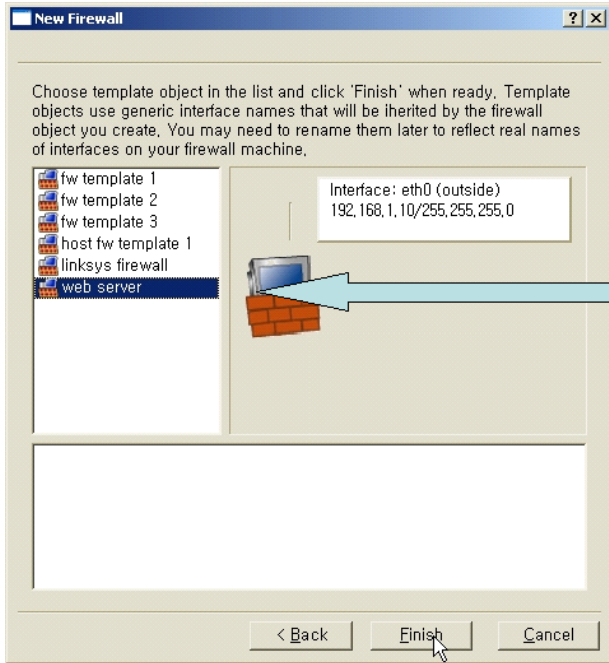 New Firewall
Choose template object in the list and click 'Finish' when ready, Template
objects use generic interface names that will be iherited by the firewall
object you create, You may need to rename them later to reflect real names
of interfaces on your firewall machine,
fw template 1
fw template 2
fw template 3
host fw template 1
linksys firewall
web server
Interface: eth0 (outside)
192,168,1,10/255,255,255,0
< Back
Finish
Cancel